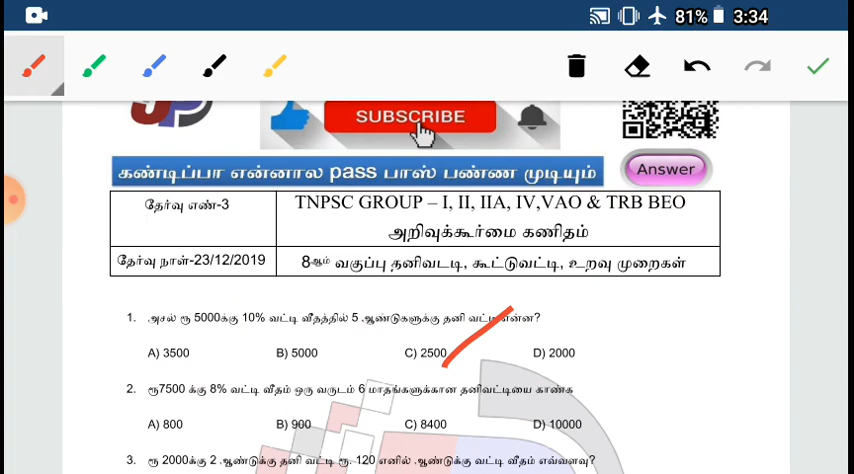 81% 3:34
SUBSCRIBE
கண்டிப்பா என்னால pass பாஸ் பண்ண முடியும்
Answer
தேர்வு எண்-3
TNPSC GROUP – I, II, IIA, IV,VAO & TRB BEO
அறிவுக்கூர்மை கணிதம்
தேர்வு நாள்-23/12/2019
8ஆம் வகுப்பு தனிவடடி, கூட்டுவட்டி, உறவு முறைகள்
1. அசல் ரூ 5000க்கு 10% வட்டி வீதத்தில் 5 ஆண்டுகளுக்கு தனி வட்டி என்ன?
A) 3500 B) 5000 C) 2500 D) 2000
2. ரூ7500 க்கு 8% வட்டி வீதம் ஒரு வருடம் 6 மாதங்களுக்கான தனிவட்டியை காண்க
A) 800 B) 900 C) 8400 D) 10000
3. ரூ 2000க்கு 2 ஆண்டுக்கு தனி வட்டி ரூ. 120 எனில் ஆண்டுக்கு வட்டி வீதம் எவ்வளவு?